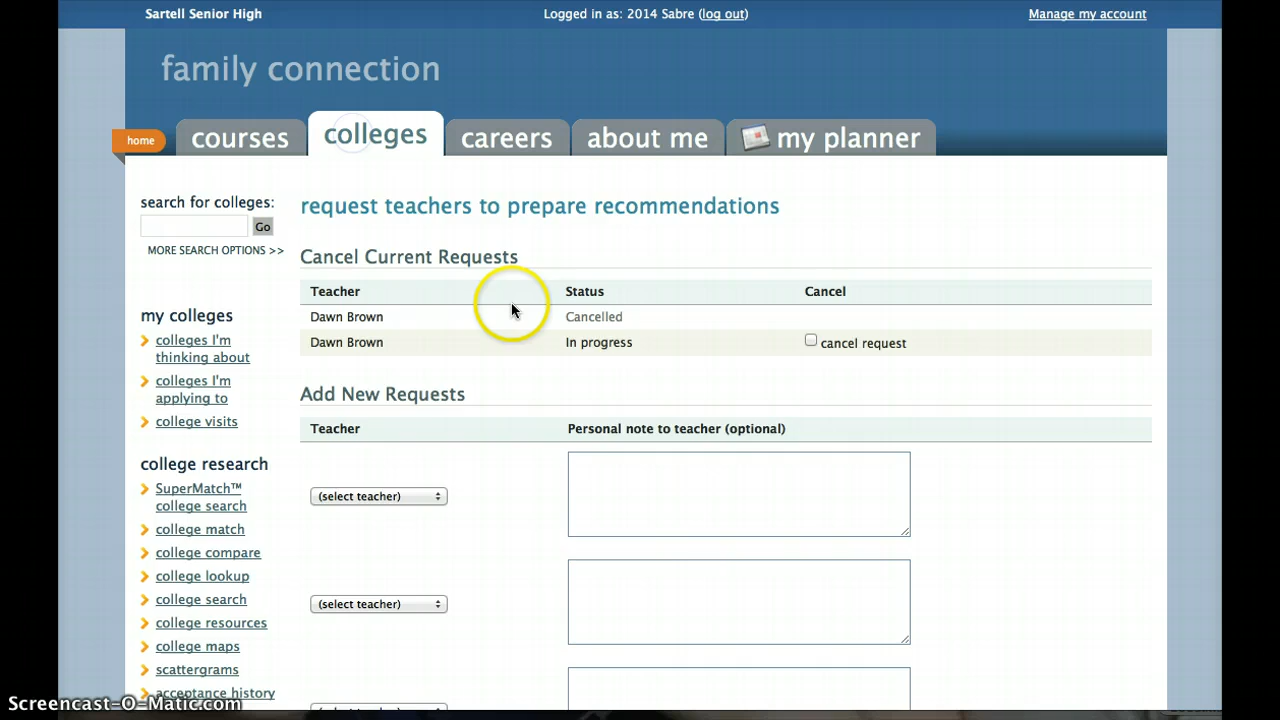 Sartell Senior High
Logged in as: 2014 Sabre (log out)
Manage my account
family connection
home
courses
colleges
careers
about me
my planner
search for colleges:
Go
MORE SEARCH OPTIONS >>
my colleges
colleges I'm
thinking about
colleges I'm
applying to
college visits
college research
SuperMatch™
college search
college match
college compare
college lookup
college search
college resources
college maps
scattergrams
acceptance history
request teachers to prepare recommendations
Cancel Current Requests
Teacher Status Cancel
Dawn Brown Cancelled
Dawn Brown In progress cancel request
Add New Requests
Teacher Personal note to teacher (optional)
(select teacher)
(select teacher)
Screencast-O-Matic.com